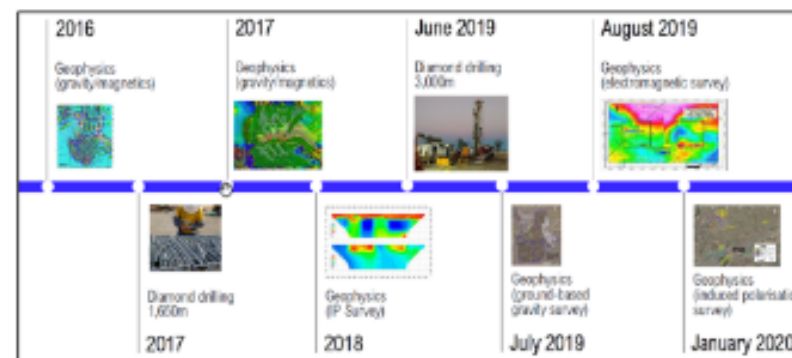 2016
Geophysics
(gravity/magnetics)
2017
Geophysics
(gravity/magnetics)
June 2019
Diamond drilling
3,000m
August 2019
Geophysics
(electromagnetic survey)
Diamond drilling
1,650m
2017
Geophysics
(IP Survey)
2018
Geophysics
(ground-based
gravity survey)
July 2019
Geophysics
(induced polarisatio
survey)
January 2020